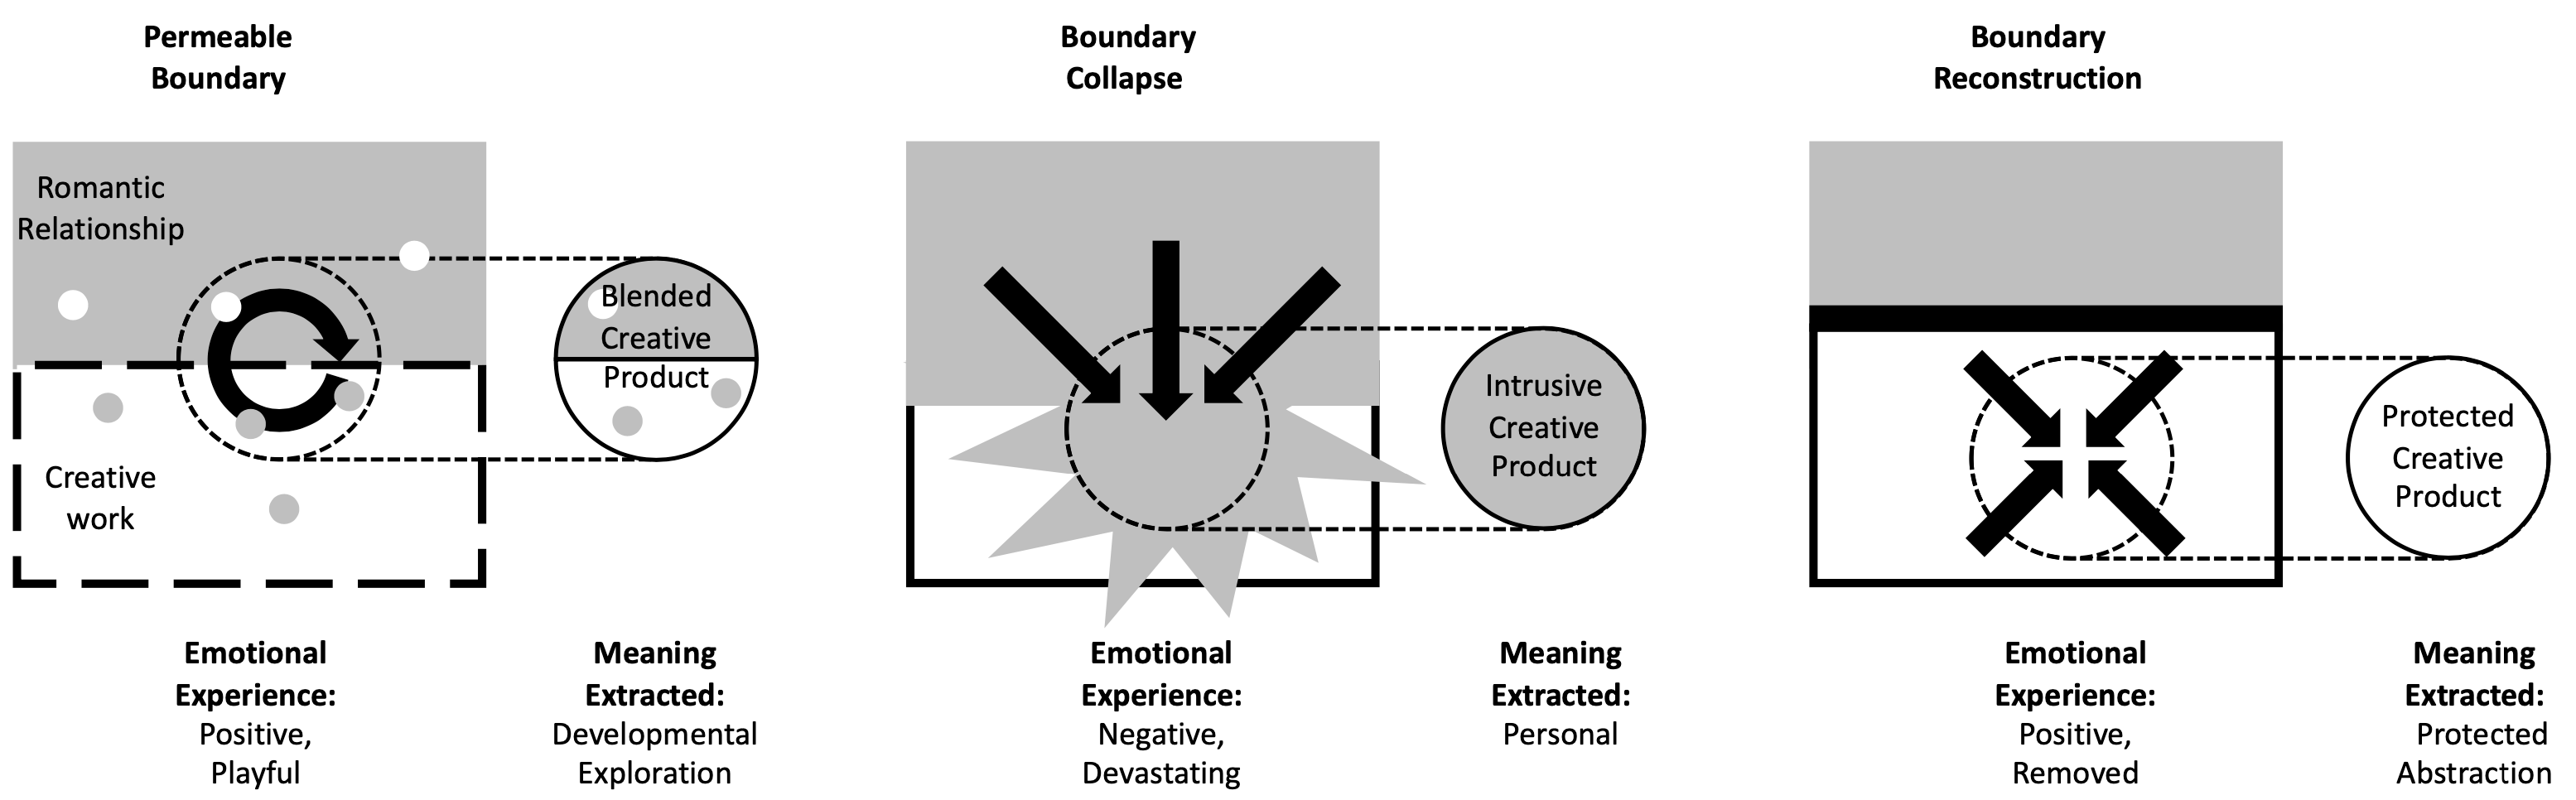 Permeable
Boundary
Romantic
Relationship
Creative
work
Blended
Creative
Product
Emotional
Experience:
Positive,
Playful
Meaning
Extracted:
Developmental
Exploration
Boundary
Collapse
Intrusive
Creative
Product
Emotional
Experience:
Negative,
Devastating
Meaning
Extracted:
Personal
Boundary
Reconstruction
Protected
Creative
Product
Emotional
Experience:
Positive,
Removed
Meaning
Extracted:
Protected
Abstraction